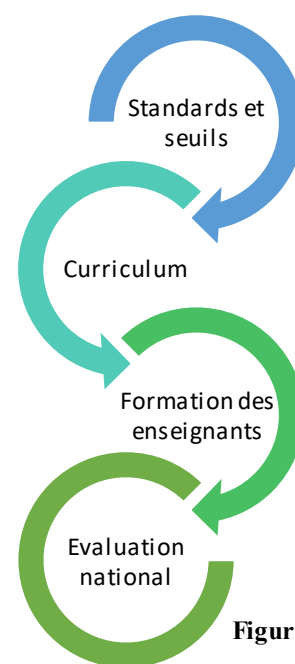 Standards et
seuils
Curriculum
Formation des
enseignants
Evaluation
national
Figur